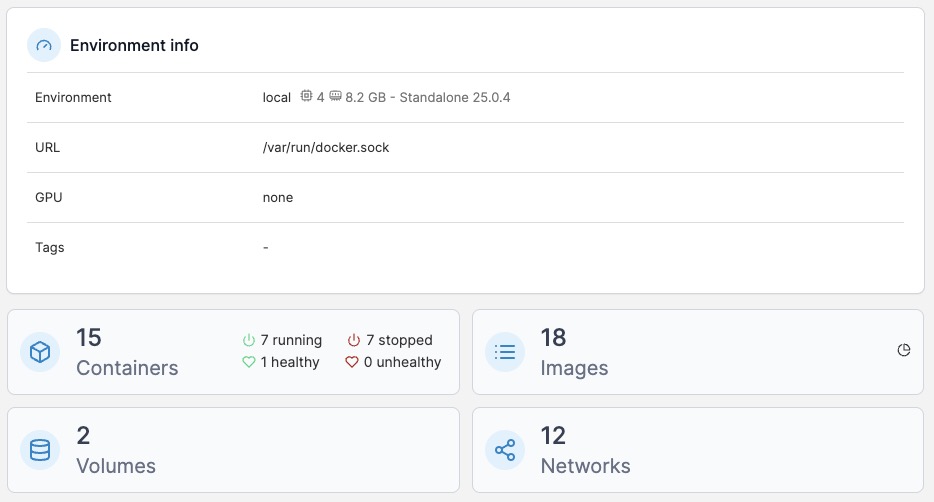 Environment info
Environment local 4 8.2 GB - Standalone 25.0.4
URL /var/run/docker.sock
GPU none
Tags -
15
Containers
7 running 7 stopped
1 healthy 0 unhealthy
18
Images
2
Volumes
12
Networks